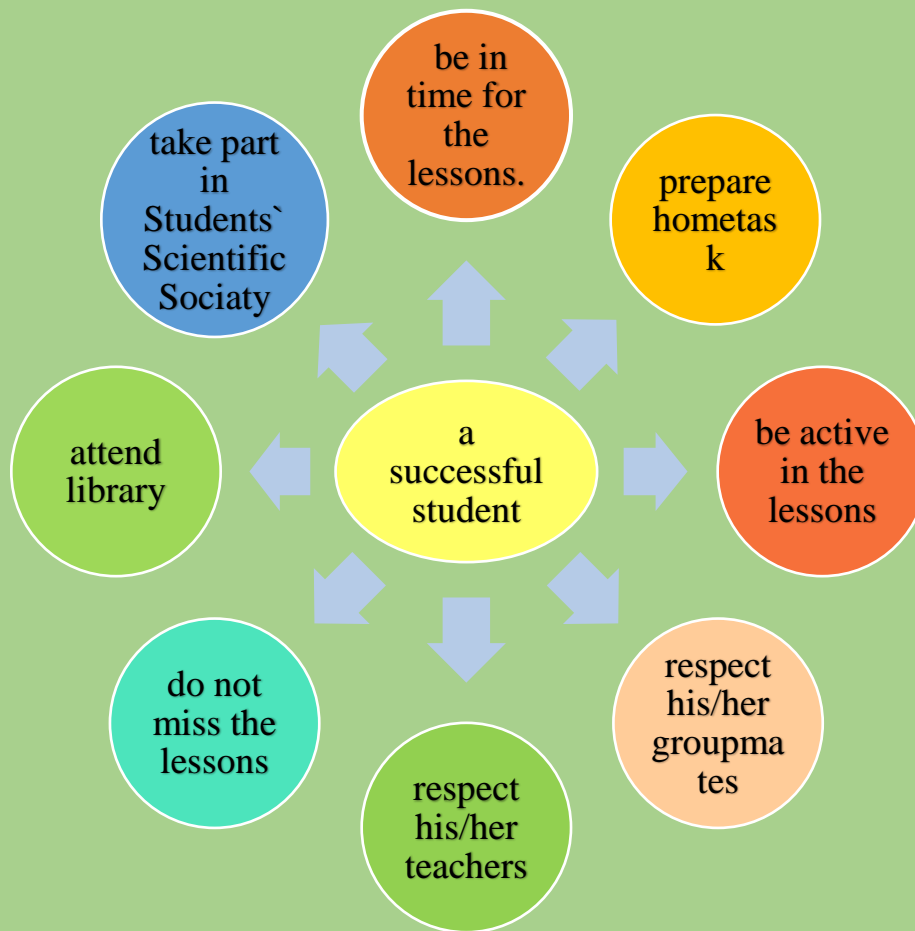 be in
time for
the
lessons.
prepare
hometas
k
be active
in the
lessons
respect
his/her
groupma
tes
respect
his/her
teachers
do not
miss the
lessons
attend
library
take part
in
Students`
Scientific
Sociaty
a
successful
student